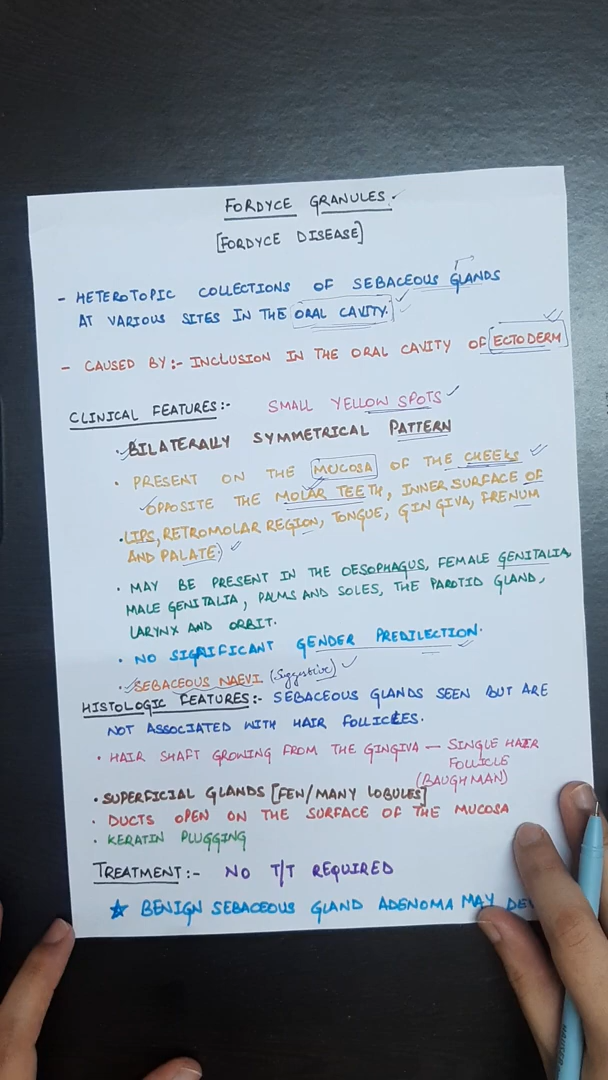 FORDYCE GRANULES.
[FORDYCE DISEASE]
- HETEROTOPIC COLLECTIONS OF SEBACEOUS GLANDS
AT VARIOUS SITES IN THE ORAL CAVITY.
- CAUSED BY:- INCLUSION IN THE ORAL CAVITY OF ECTODERM
CLINICAL FEATURES:- SMALL YELLOW SPOTS
• BILATERALLY SYMMETRICAL PATTERN
• PRESENT ON THE MUCOSA OF THE CHEEKS
OPPOSITE THE MOLAR TEETH, INNER SURFACE OF
• LIPS, RETROMOLAR REGION, TONGUE, GINGIVA, FRENUM
AND PALATE)
• MAY BE PRESENT IN THE OESOPHAGUS, FEMALE GENITALIA,
MALE GENITALIA, PALMS AND SOLES, THE PAROTID GLAND,
LARYNX AND ORBIT.
• NO SIGNIFICANT GENDER PREDILECTION.
• SEBACEOUS NAEVI. (Suggestive)
HISTOLOGIC FEATURES:- SEBACEOUS GLANDS SEEN BUT ARE
NOT ASSOCIATED WITH HAIR FOLLICLES.
• HAIR SHAFT GROWING FROM THE GINGIVA – SINGLE HAIR
FOLLICLE
(BAUGHMAN)
• SUPERFICIAL GLANDS [FEN/MANY LOBULES]
• DUCTS OPEN ON THE SURFACE OF THE MUCOSA
• KERATIN PLUGGING
TREATMENT:- NO T/T REQUIRED
★ BENIGN SEBACEOUS GLAND ADENOMA MAY